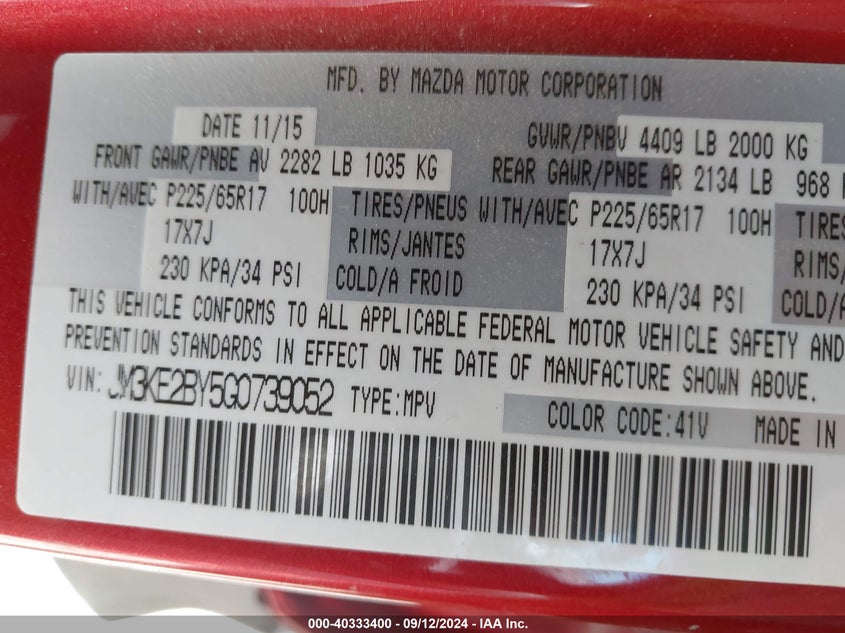 MFD. BY MAZDA MOTOR CORPORATION
DATE 11/15 GVWR/PNBV 4409 LB 2000 KG
FRONT GAWR/PNBE AV 2282 LB 1035 KG REAR GAWR/PNBE AR 2134 LB 968
WITH/AVEC P225/65R17 100H TIRES/PNEUS WITH/AVEC P225/65R17 100H TIRES
17X7J RIMS/JANTES 17X7J RIMS/
230 KPA/34 PSI COLD/A FROID 230 KPA/34 PSI COLD/A
THIS VEHICLE CONFORMS TO ALL APPLICABLE FEDERAL MOTOR VEHICLE SAFETY AND
PREVENTION STANDARDS IN EFFECT ON THE DATE OF MANUFACTURE SHOWN ABOVE.
VIN: JM3KE2BY5G0739052 TYPE:MPV
COLOR CODE:41V MADE IN
000-40333400 - 09/12/2024 - IAA Inc.